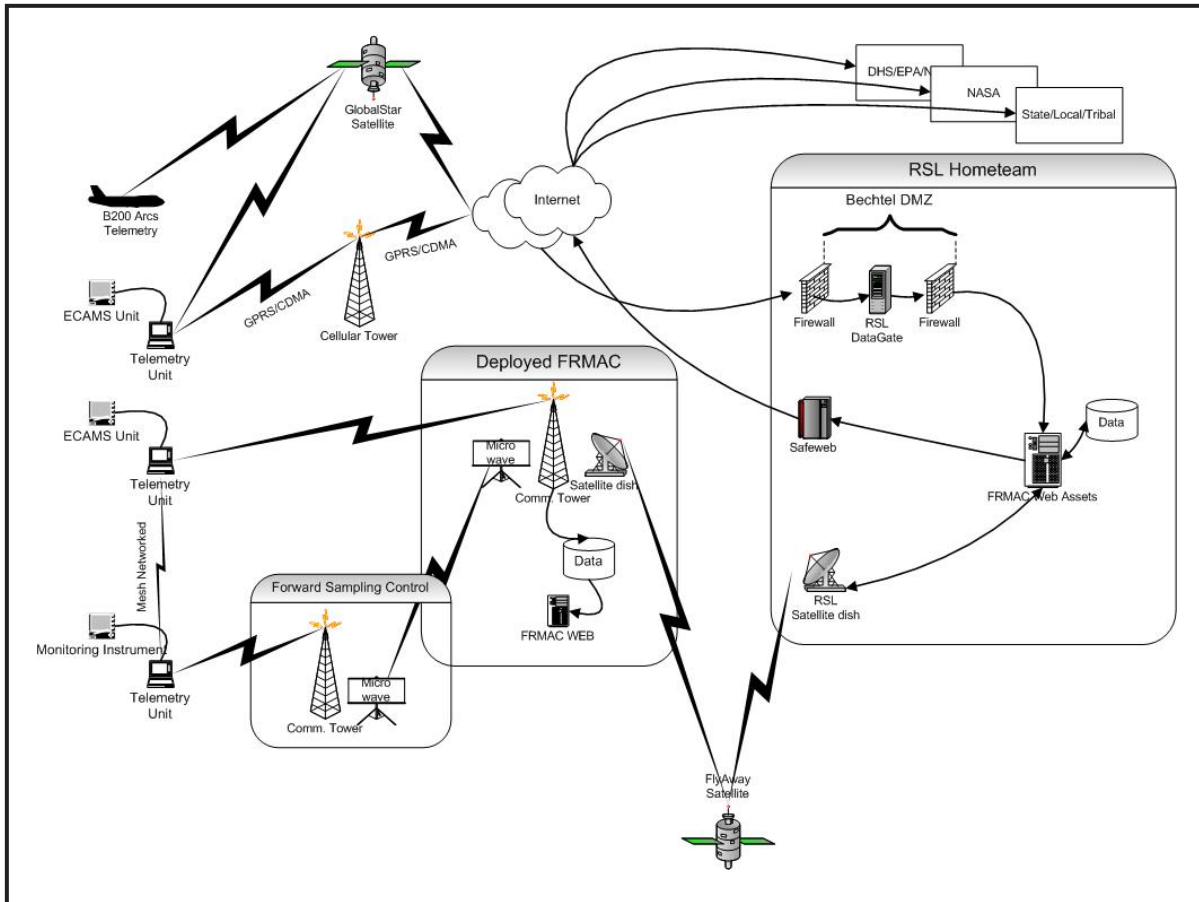 GlobalStar
Satellite
DHS/EPA/N
NASA
State/Local/Tribal
B200 Arcs
Telemetry
Internet
GPRS/CDMA
GPRS/CDMA
Cellular Tower
ECAMS Unit
Telemetry
Unit
RSL Hometeam
Bechtel DMZ
Firewall
RSL
DataGate
Firewall
Safeweb
Data
FRMAC Web Assets
RSL
Satellite dish
Deployed FRMAC
Micro
wave
Comm. Tower
Satellite dish
Data
FRMAC WEB
ECAMS Unit
Telemetry
Unit
Mesh Networked
Monitoring Instrument
Telemetry
Unit
Forward Sampling Control
Micro
wave
Comm. Tower
FlyAway
Satellite